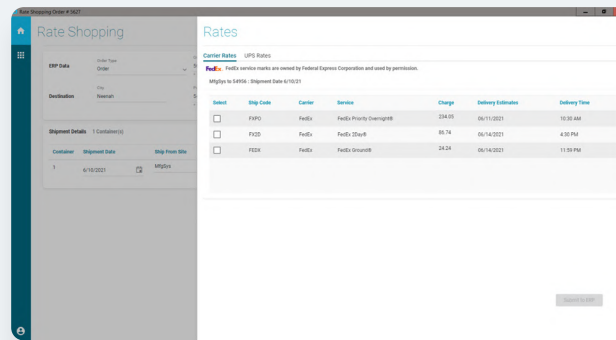 Rate Shopping Order # 5627
Rate Shopping
ERP Data
Order Type
Order
Destination
City
Neenah
Shipment Details 1 Container(s)
Container Shipment Date Ship From Site
1 6/10/2021 MfgSys
Rates
Carrier Rates UPS Rates
FedEx. FedEx service marks are owned by Federal Express Corporation and used by permission.
MfgSys to 54956 : Shipment Date 6/10/21
Select Ship Code Carrier Service Charge Delivery Estimates Delivery Time
FXPO FedEx FedEx Priority Overnight® 234.55 06/11/2021 10:30 AM
FX2D FedEx FedEx 2Day® 86.74 06/14/2021 4:30 PM
FEDX FedEx FedEx Ground® 24.24 06/14/2021 11:59 PM
Submit to ERP